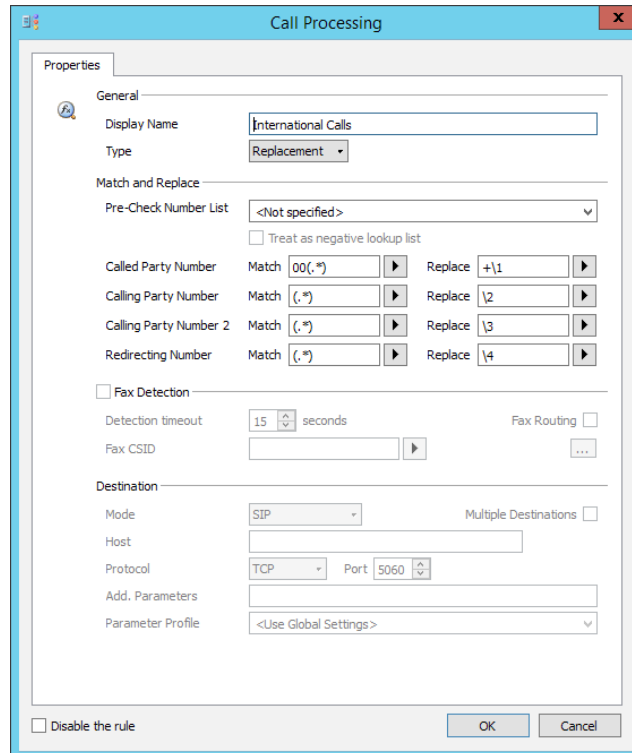 Call Processing
x
Properties
General
Display Name International Calls
Type Replacement
Match and Replace
Pre-Check Number List <Not specified>
Treat as negative lookup list
Called Party Number Match 00(.*) Replace +\1
Calling Party Number Match (.*) Replace \2
Calling Party Number 2 Match (.*) Replace \3
Redirecting Number Match (.*) Replace \4
Fax Detection
Detection timeout 15 seconds Fax Routing
Fax CSID ...
Destination
Mode SIP Multiple Destinations
Host
Protocol TCP Port 5060
Add. Parameters
Parameter Profile <Use Global Settings>
Disable the rule OK Cancel